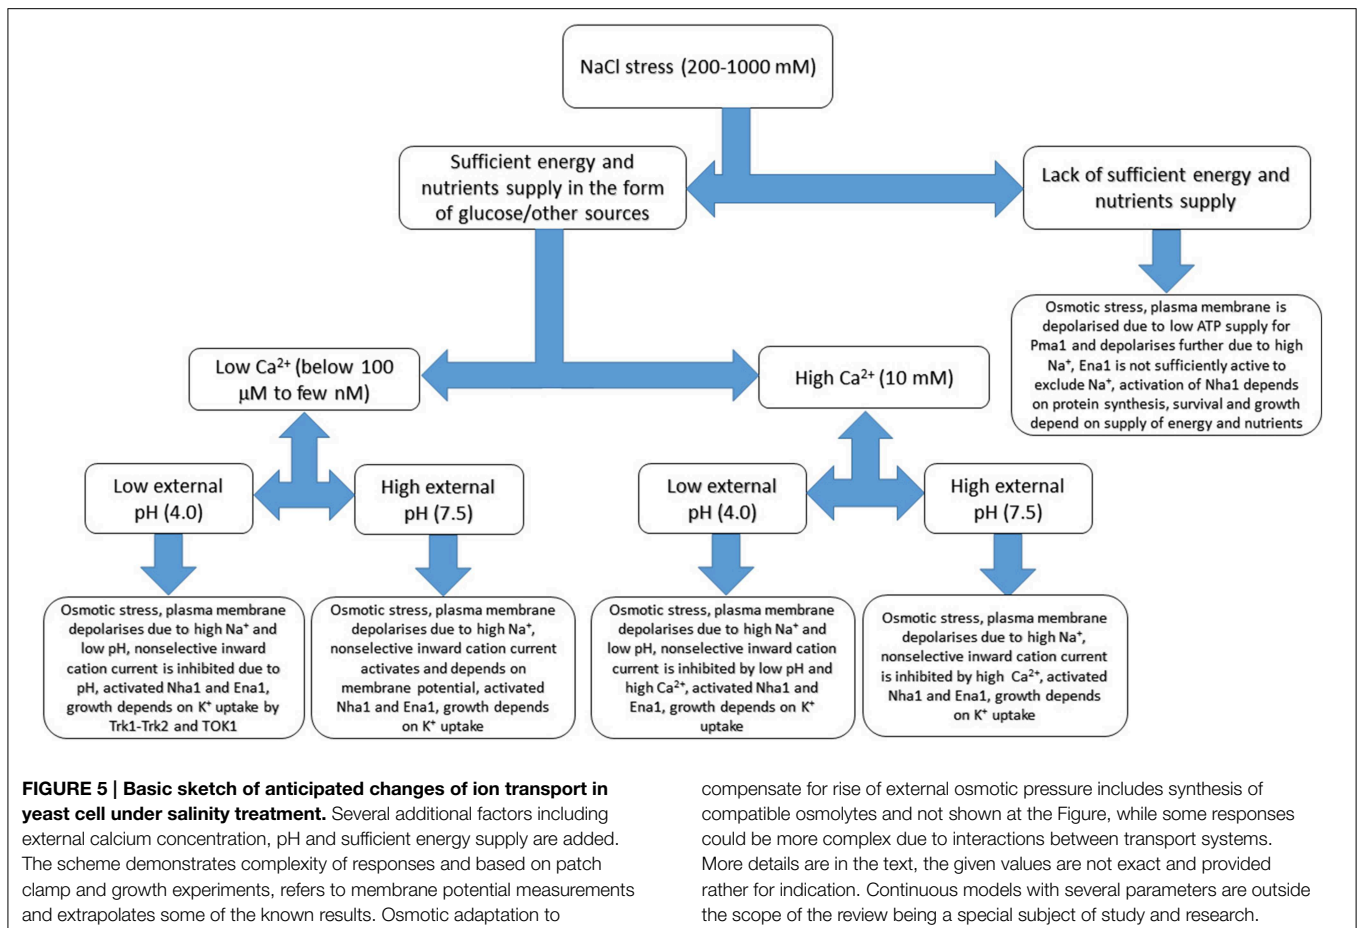 NaCl stress (200-1000 mM)
Sufficient energy and
nutrients supply in the form
of glucose/other sources
Lack of sufficient energy and
nutrients supply
Osmotic stress, plasma membrane is
depolarised due to low ATP supply for
Pma1 and depolarises further due to high
Na⁺, Ena1 is not sufficiently active to
exclude Na⁺, activation of Nha1 depends
on protein synthesis, survival and growth
depend on supply of energy and nutrients
Low Ca²⁺ (below 100
µM to few nM)
High Ca²⁺ (10 mM)
Low external
pH (4.0)
High external
pH (7.5)
Low external
pH (4.0)
High external
pH (7.5)
Osmotic stress, plasma membrane
depolarises due to high Na⁺ and
low pH, nonselective inward
cation current is inhibited due to
pH, activated Nha1 and Ena1,
growth depends on K⁺ uptake by
Trk1-Trk2 and TOK1
Osmotic stress, plasma membrane
depolarises due to high Na⁺,
nonselective inward cation current
activates and depends on
membrane potential, activated
Nha1 and Ena1, growth depends
on K⁺ uptake
Osmotic stress, plasma membrane
depolarises due to high Na⁺ and
low pH, nonselective inward cation
current is inhibited by low pH and
high Ca²⁺, activated Nha1 and
Ena1, growth depends on K⁺
uptake
Osmotic stress, plasma membrane
depolarises due to high Na⁺,
nonselective inward cation current
is inhibited by high Ca²⁺, activated
Nha1 and Ena1, growth depends
on K⁺ uptake
FIGURE 5 | Basic sketch of anticipated changes of ion transport in
yeast cell under salinity treatment. Several additional factors including
external calcium concentration, pH and sufficient energy supply are added.
The scheme demonstrates complexity of responses and based on patch
clamp and growth experiments, refers to membrane potential measurements
and extrapolates some of the known results. Osmotic adaptation to
compensate for rise of external osmotic pressure includes synthesis of
compatible osmolytes and not shown at the Figure, while some responses
could be more complex due to interactions between transport systems.
More details are in the text, the given values are not exact and provided
rather for indication. Continuous models with several parameters are outside
the scope of the review being a special subject of study and research.